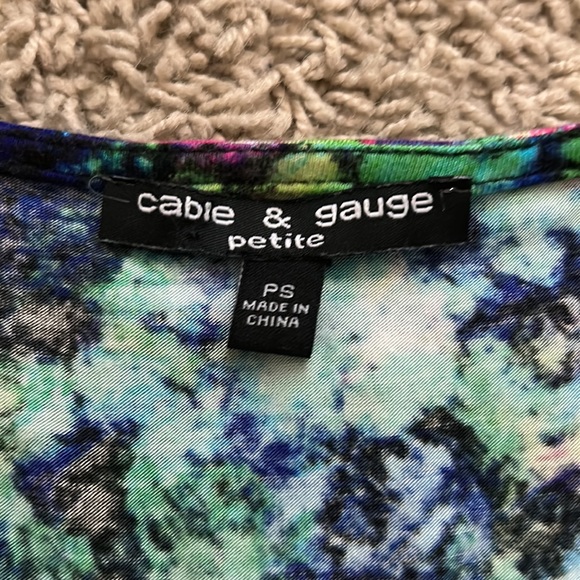 cable & gauge
petite
PS
MADE IN
CHINA